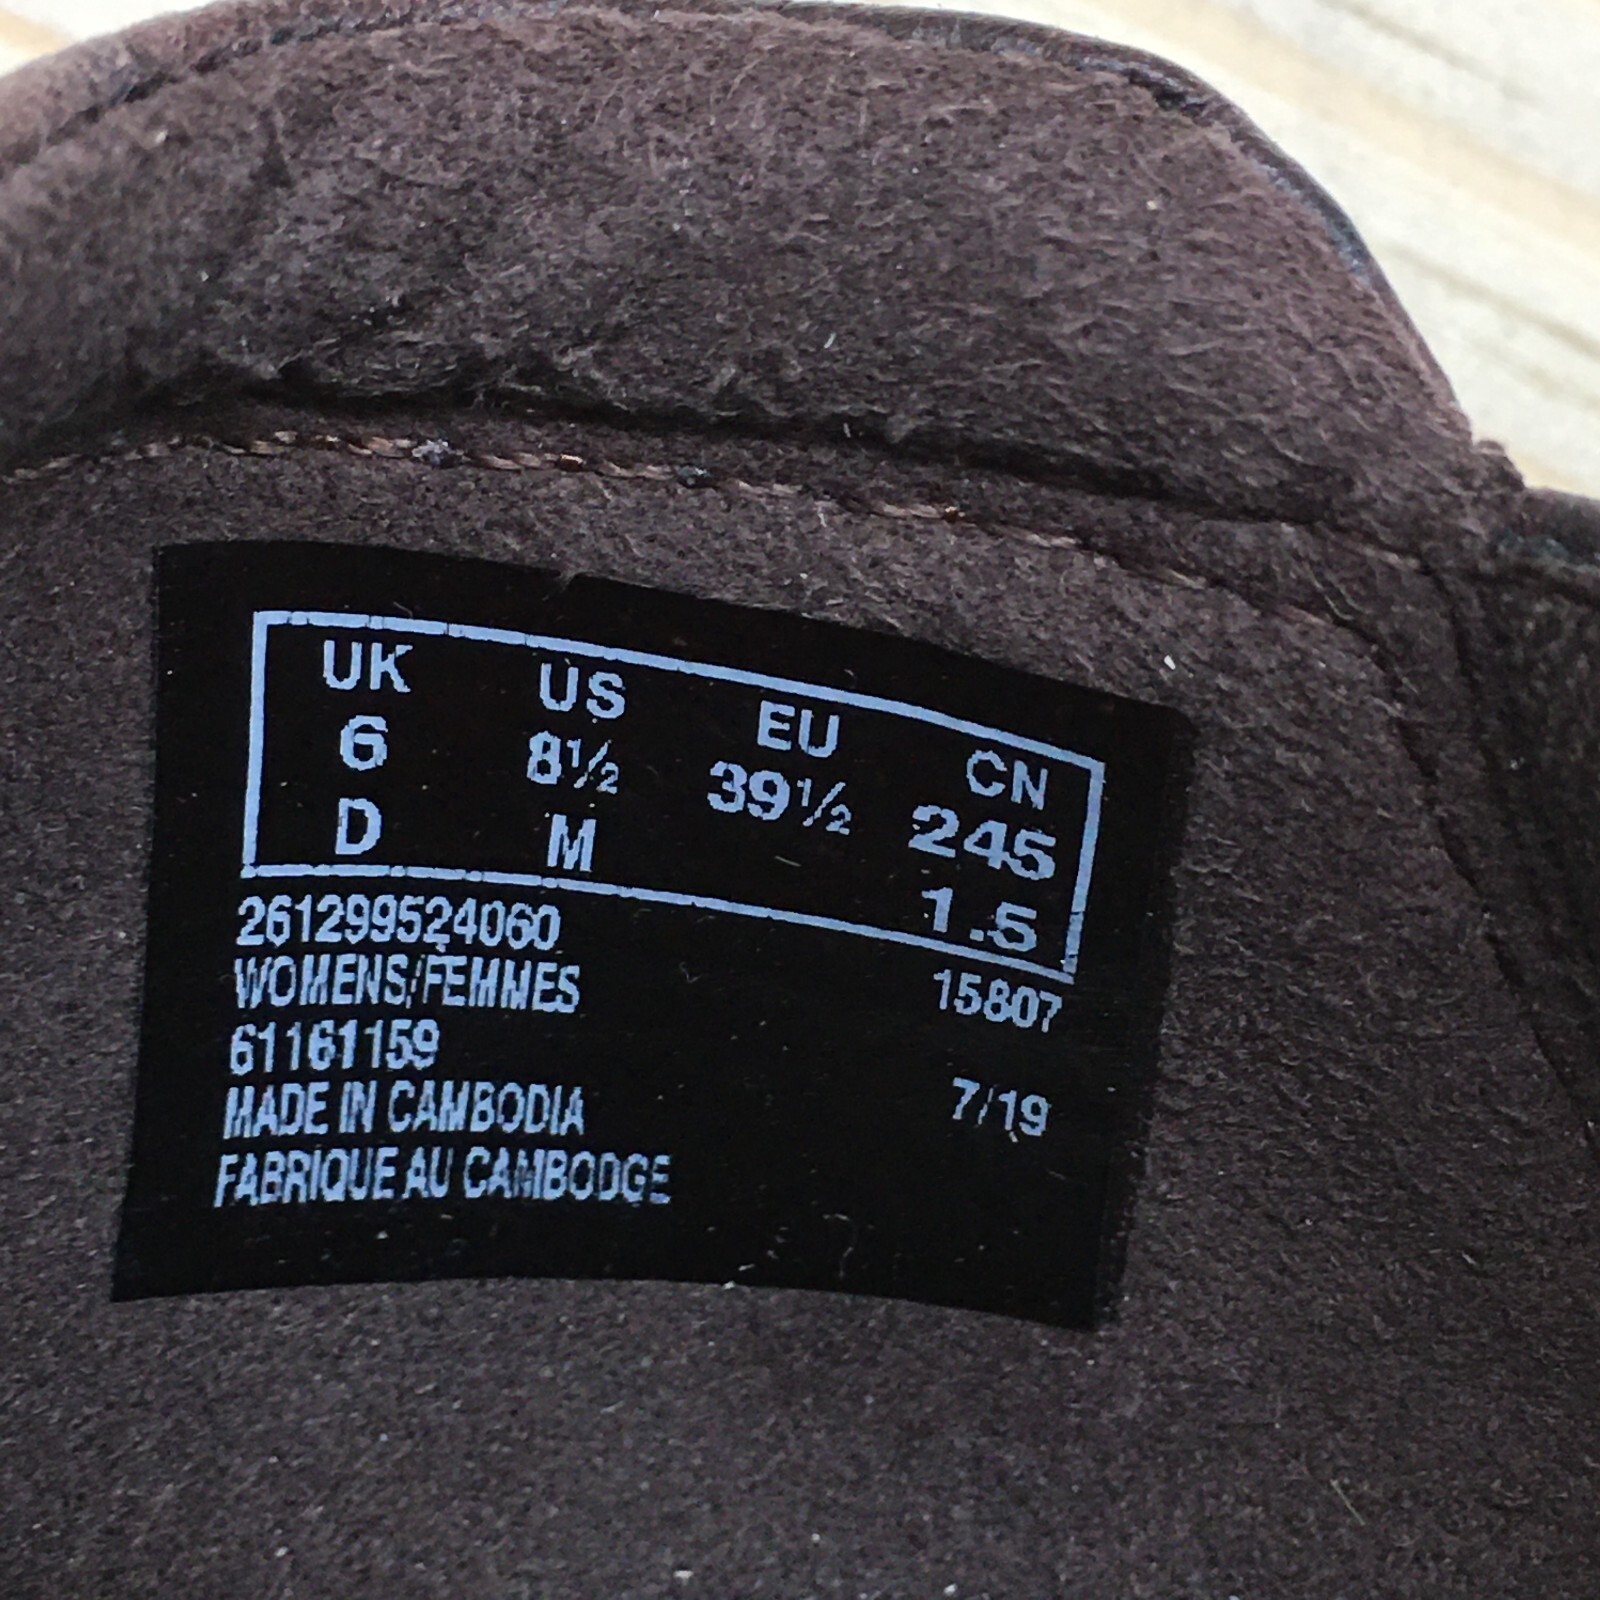 UK US EU CN
6 8½ 39½ 245
D M 1.5
261299524060 15807
WOMENS/FEMMES
61161159 7/19
MADE IN CAMBODIA
FABRIQUE AU CAMBODGE